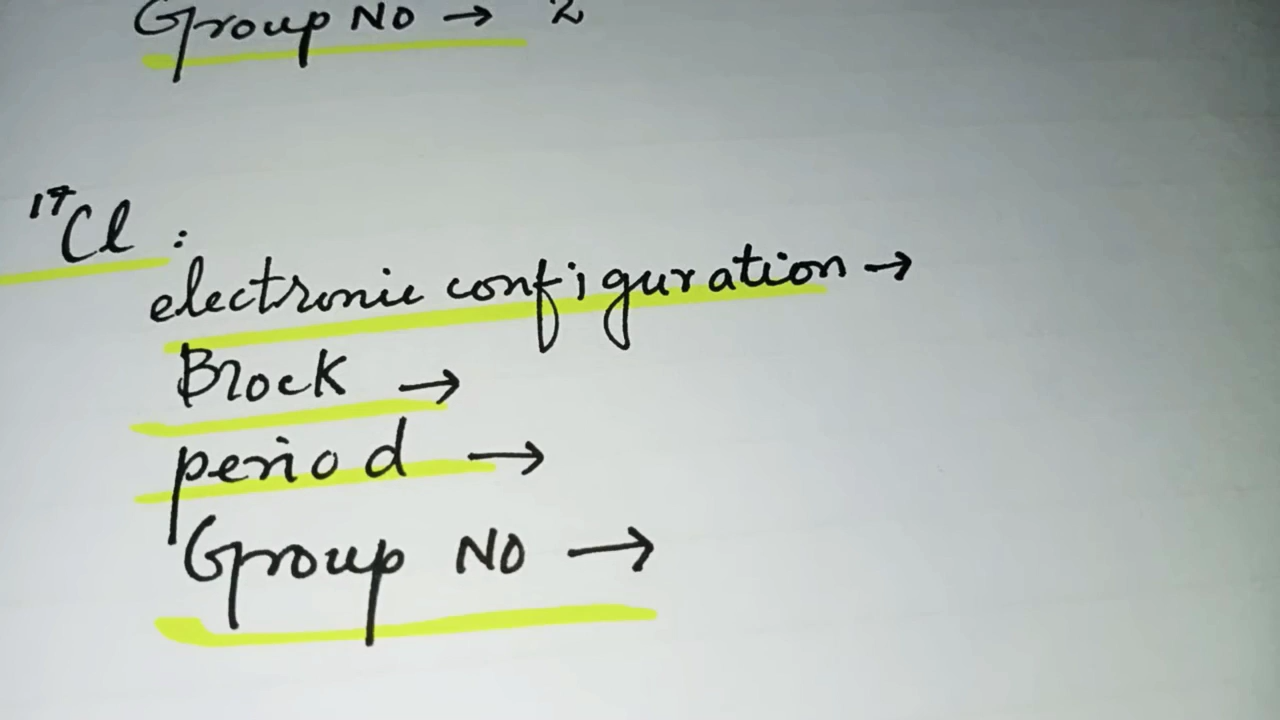 Group No → 2
17Cl :
electronic configuration →
Block →
period →
Group No →